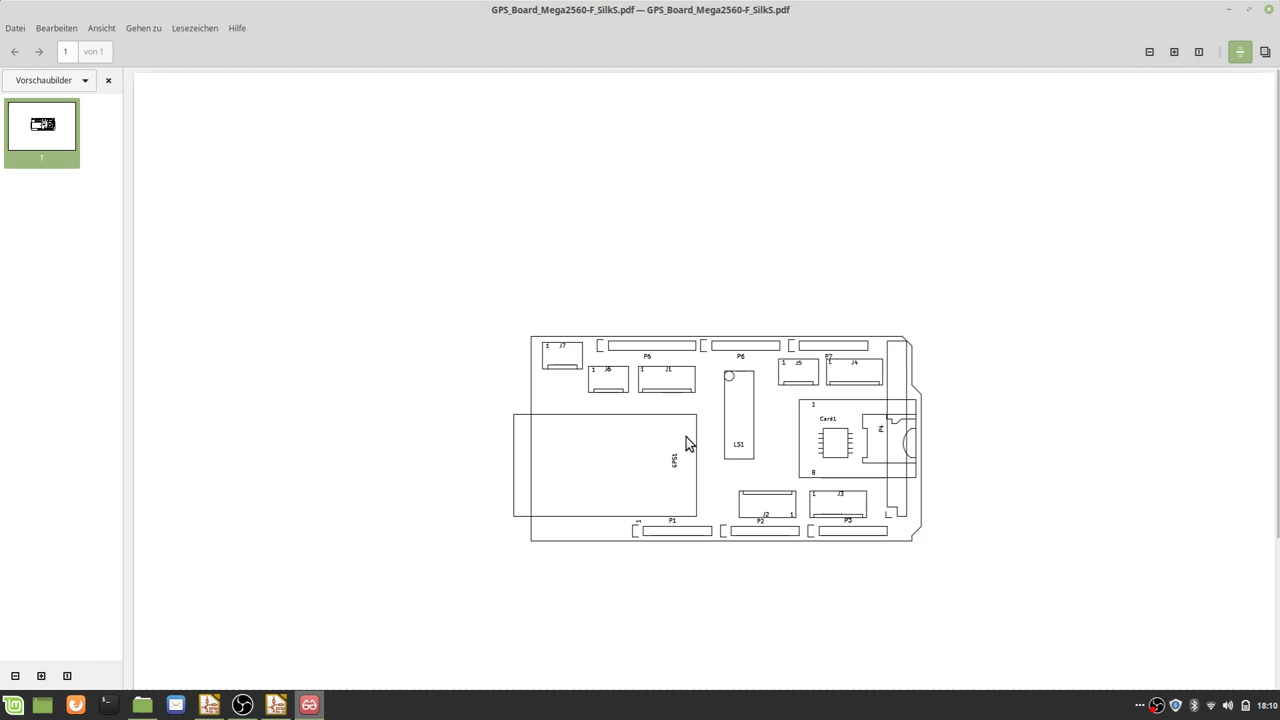 GPS_Board_Mega2560-F_SilkS.pdf — GPS_Board_Mega2560-F_SilkS.pdf
Datei Bearbeiten Ansicht Gehen zu Lesezeichen Hilfe
1 von 1
Vorschaubilder
1
1 J7
P5
P6
P7
1 J6
1 J1
1 J5
1 J4
1
Card1
P4
LS1
GPS1
8
J2 1
1 J3
1
P1
P2
P3
18:10